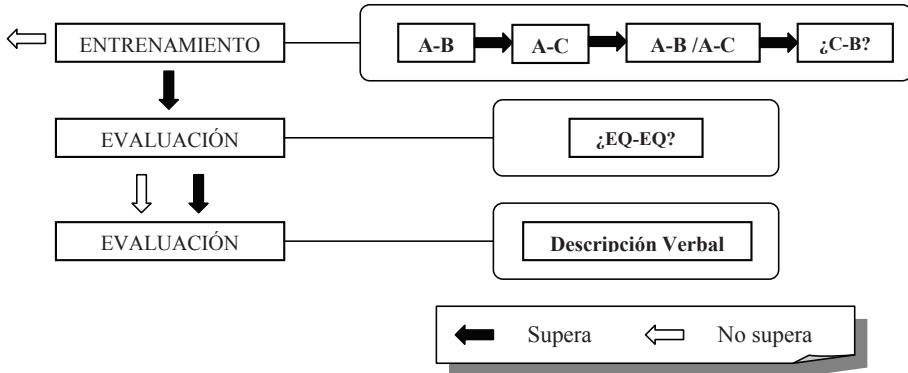 ENTRENAMIENTO
A-B
A-C
A-B /A-C
¿C-B?
EVALUACIÓN
¿EQ-EQ?
EVALUACIÓN
Descripción Verbal
Supera
No supera